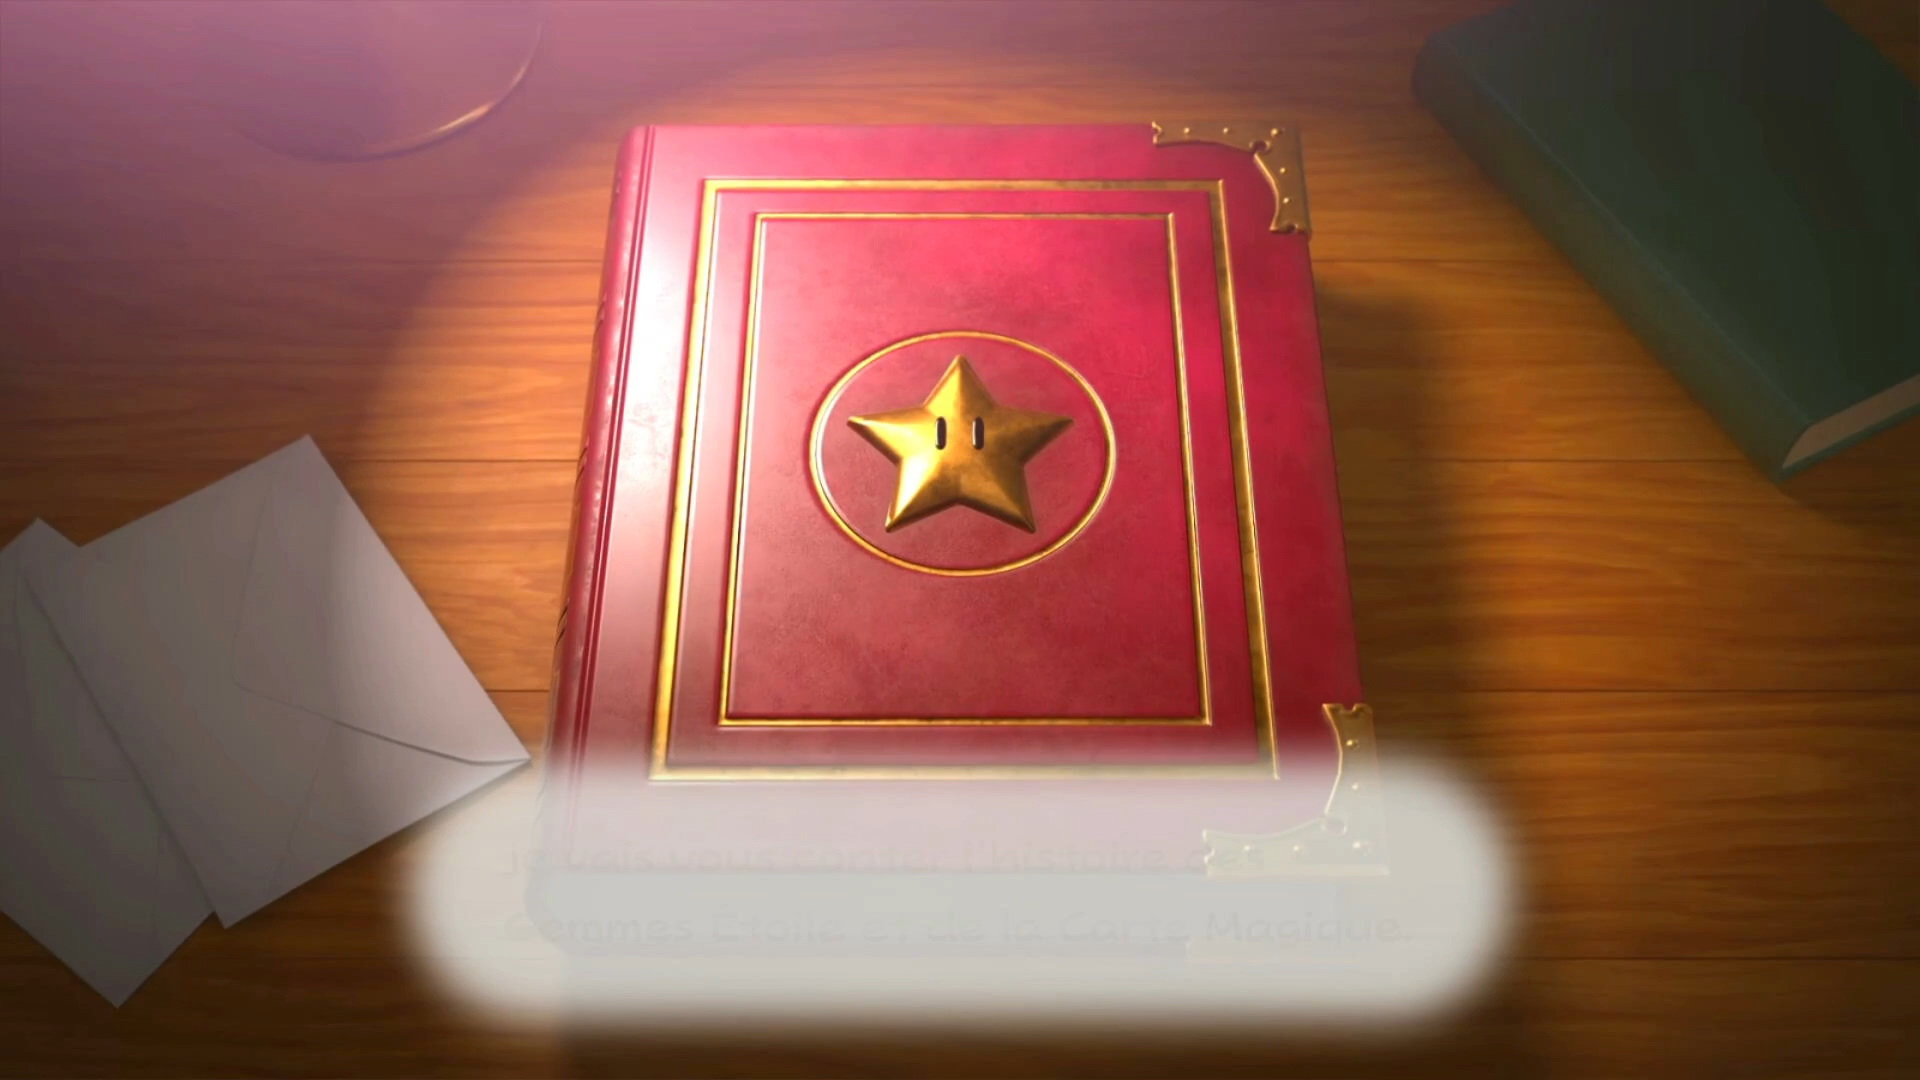 je vais vous conter l'histoire des
Gemmes Étoile et de la Carte Magique.